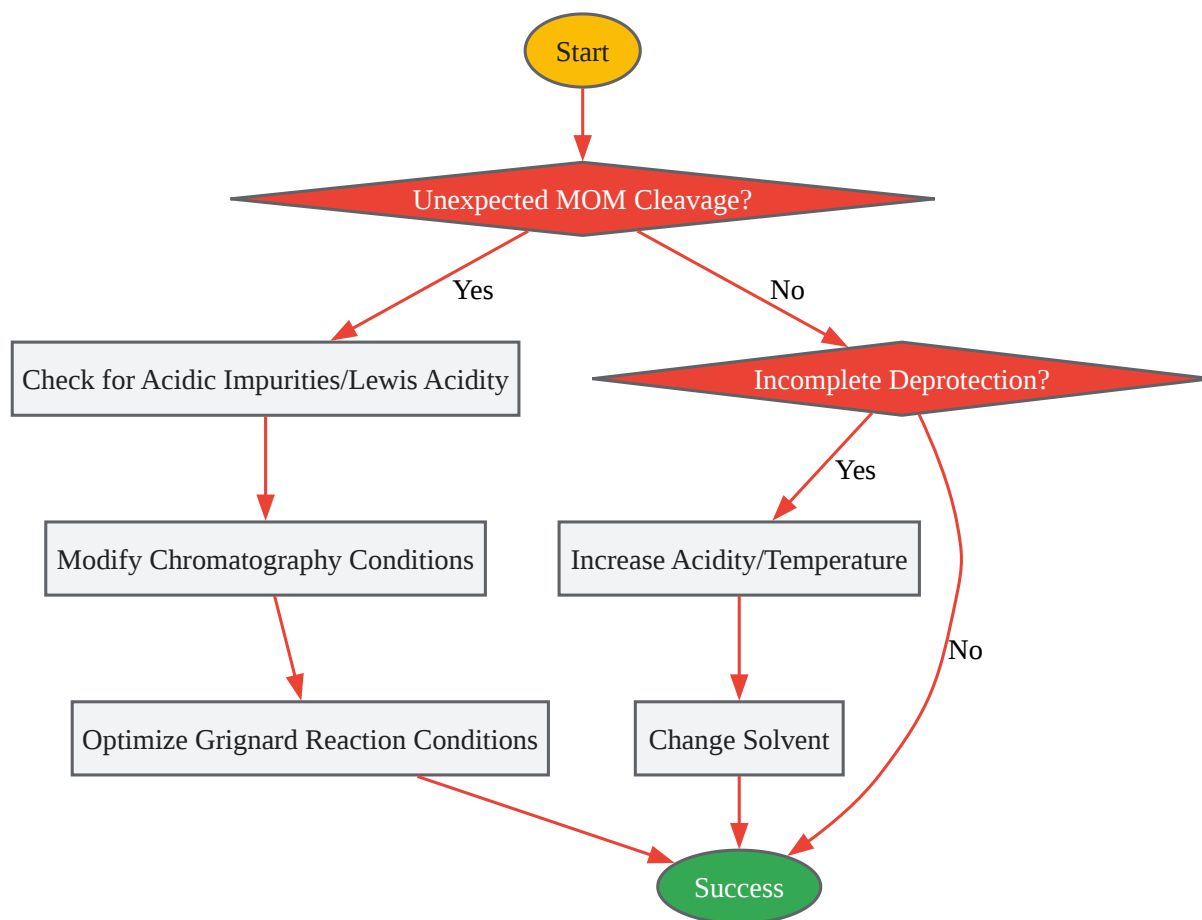 Start
Unexpected MOM Cleavage?
Yes
No
Check for Acidic Impurities/Lewis Acidity
Incomplete Deprotection?
Yes
Modify Chromatography Conditions
Increase Acidity/Temperature
No
Optimize Grignard Reaction Conditions
Change Solvent
Success